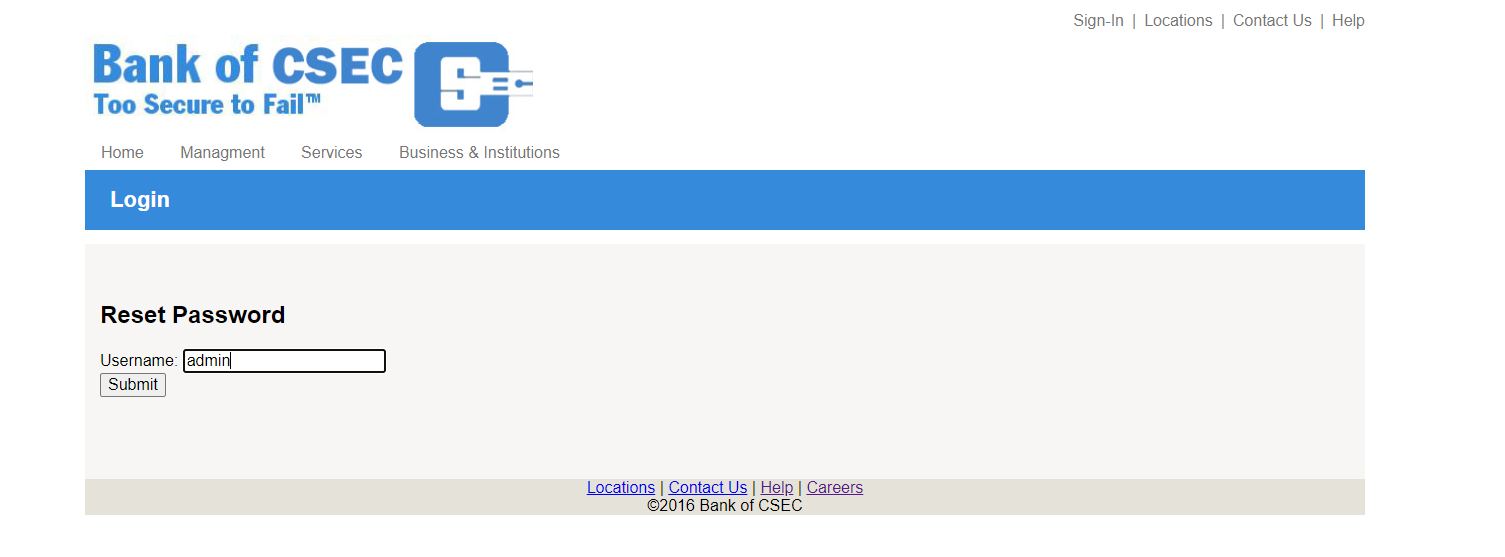 Sign-In | Locations | Contact Us | Help
Bank of CSEC
Too Secure to Fail™
Home Managment Services Business & Institutions
Login
Reset Password
Username: admin
Submit
Locations | Contact Us | Help | Careers
©2016 Bank of CSEC